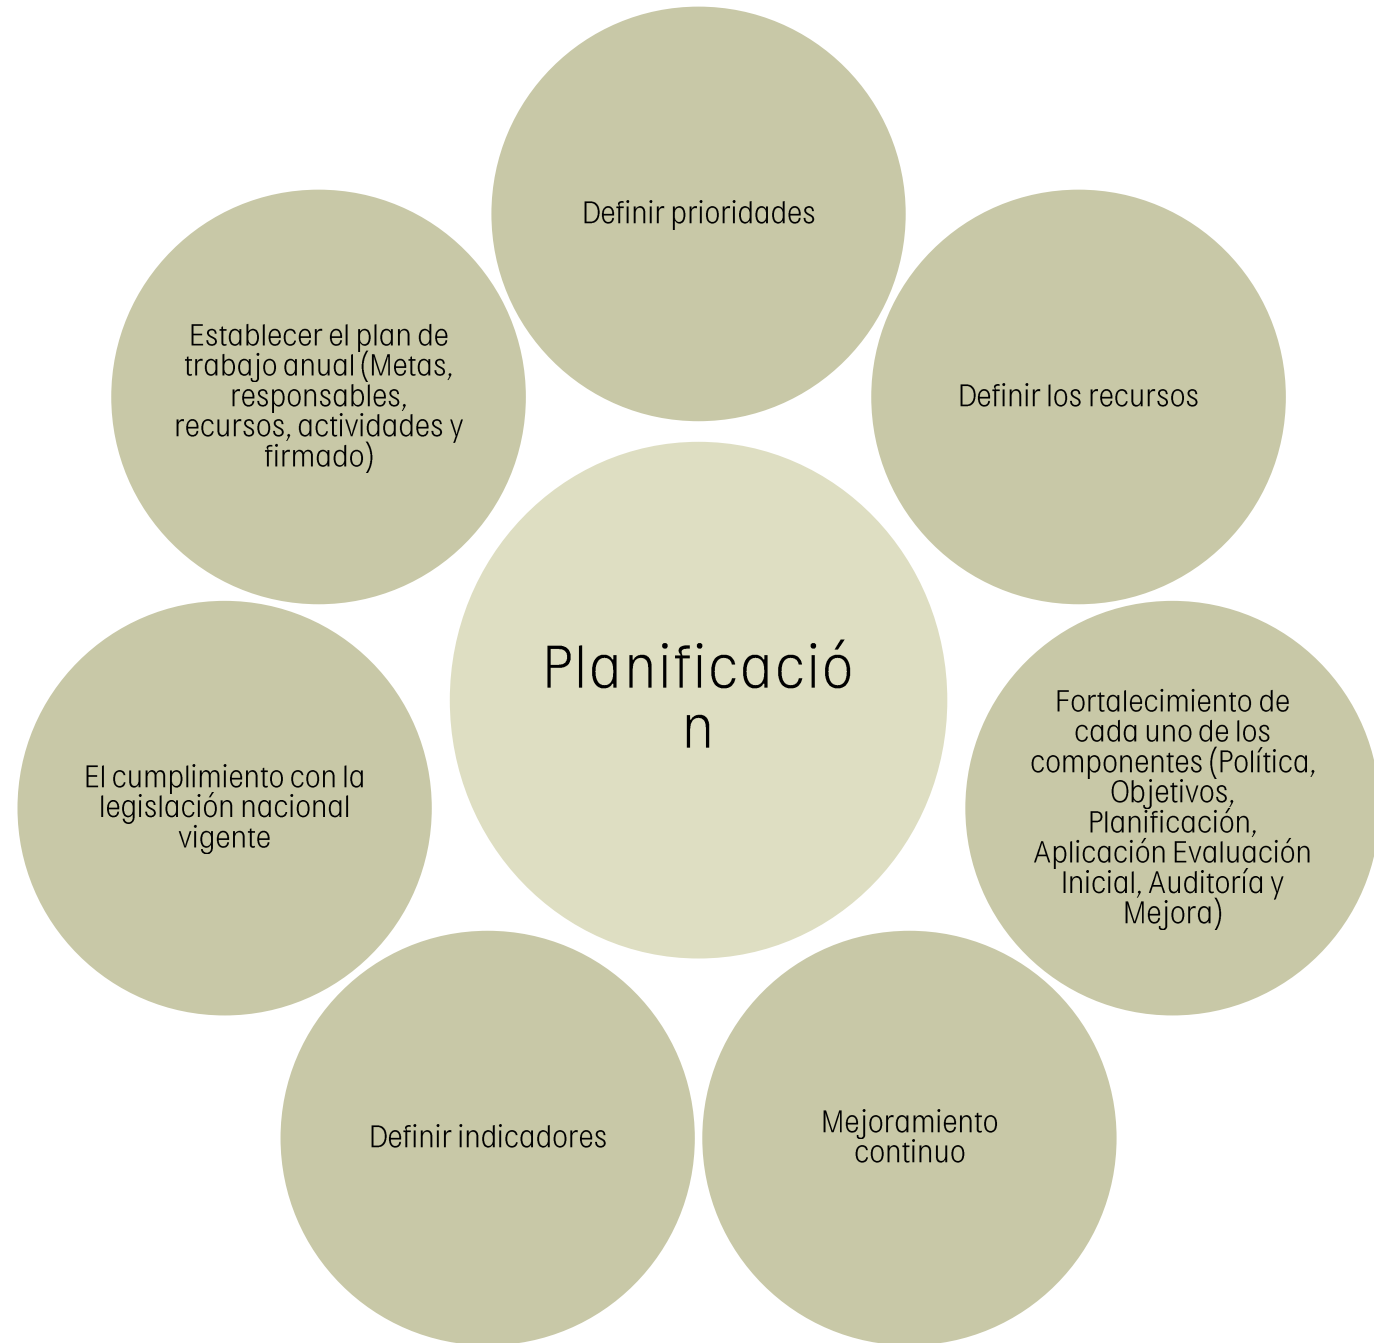 Definir prioridades
Definir los recursos
Fortalecimiento de
cada uno de los
componentes (Política,
Objetivos,
Planificación,
Aplicación Evaluación
Inicial, Auditoría y
Mejora)
Mejoramiento
continuo
Definir indicadores
El cumplimiento con la
legislación nacional
vigente
Establecer el plan de
trabajo anual (Metas,
responsables,
recursos, actividades y
firmado)
Planificació
n